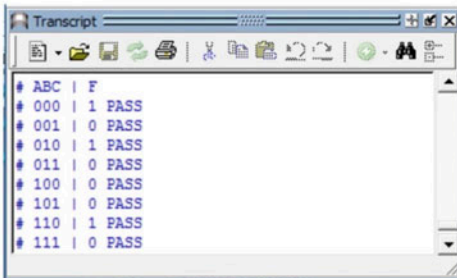 Transcript
# ABC | F
# 000 | 1 PASS
# 001 | 0 PASS
# 010 | 1 PASS
# 011 | 0 PASS
# 100 | 0 PASS
# 101 | 0 PASS
# 110 | 1 PASS
# 111 | 0 PASS